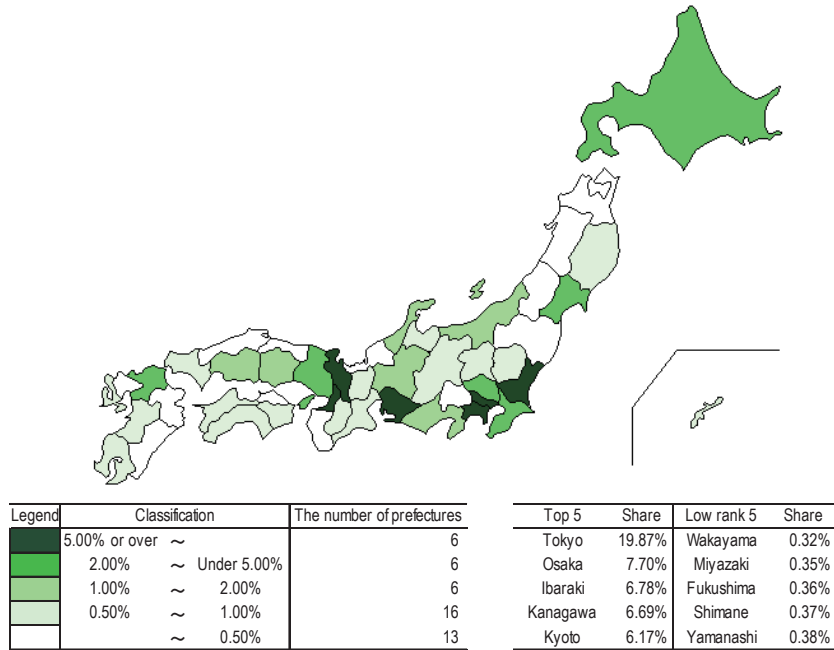 Legend Classification The number of prefectures
5.00% or over ～ 6
2.00% ～ Under 5.00% 6
1.00% ～ 2.00% 6
0.50% ～ 1.00% 16
～ 0.50% 13
Top 5 Share Low rank 5 Share
Tokyo 19.87% Wakayama 0.32%
Osaka 7.70% Miyazaki 0.35%
Ibaraki 6.78% Fukushima 0.36%
Kanagawa 6.69% Shimane 0.37%
Kyoto 6.17% Yamanashi 0.38%